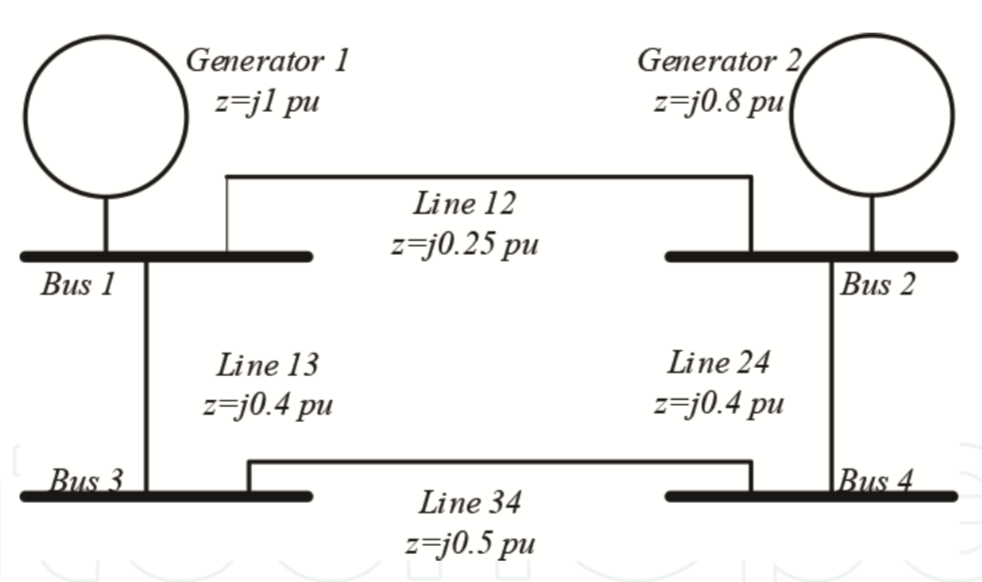 Generator 1
z=j1 pu
Generator 2
z=j0.8 pu
Line 12
z=j0.25 pu
Bus 1
Bus 2
Line 13
z=j0.4 pu
Line 24
z=j0.4 pu
Bus 3
Bus 4
Line 34
z=j0.5 pu